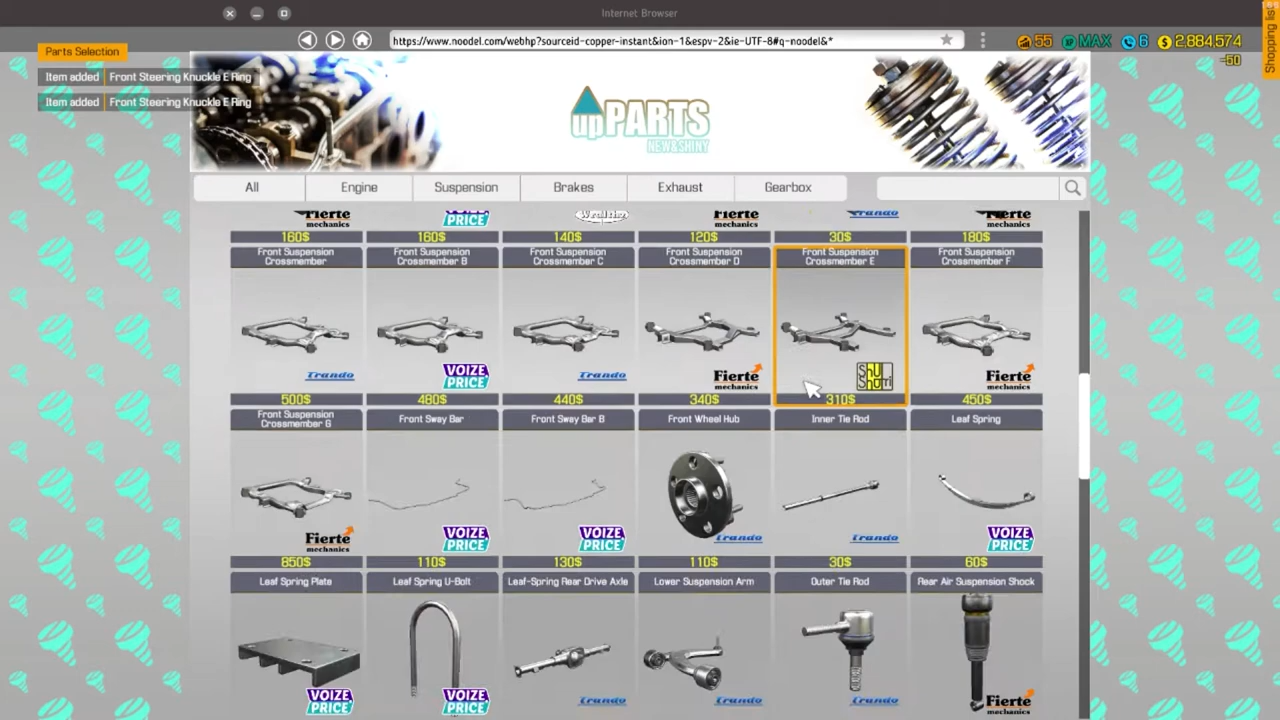 Internet Browser
https://www.noodel.com/webhp?sourceid-copper-instant&ion-1&espv-2&ie-UTF-8#q-noodel&*
55 MAX 6 $ 2,884,574
-50
Shopping list
Parts Selection
Item added Front Steering Knuckle E Ring
Item added Front Steering Knuckle E Ring
upPARTS
NEW&SHINY
All Engine Suspension Brakes Exhaust Gearbox
Fierte mechanics VOIZE PRICE Fierte mechanics Trando Fierte mechanics
160$ 160$ 140$ 120$ 30$ 180$
Front Suspension Crossmember
Front Suspension Crossmember B
Front Suspension Crossmember C
Front Suspension Crossmember D
Front Suspension Crossmember E
Front Suspension Crossmember F
Trando VOIZE PRICE Trando Fierte mechanics Shu Shuri Fierte mechanics
500$ 480$ 440$ 340$ 310$ 450$
Front Suspension Crossmember G
Front Sway Bar
Front Sway Bar B
Front Wheel Hub
Inner Tie Rod
Leaf Spring
Fierte mechanics VOIZE PRICE VOIZE PRICE Trando Trando VOIZE PRICE
850$ 110$ 130$ 110$ 30$ 60$
Leaf Spring Plate
Leaf Spring U-Bolt
Leaf-Spring Rear Drive Axle
Lower Suspension Arm
Outer Tie Rod
Rear Air Suspension Shock
VOIZE PRICE VOIZE PRICE Trando Trando Trando Fierte mechanics